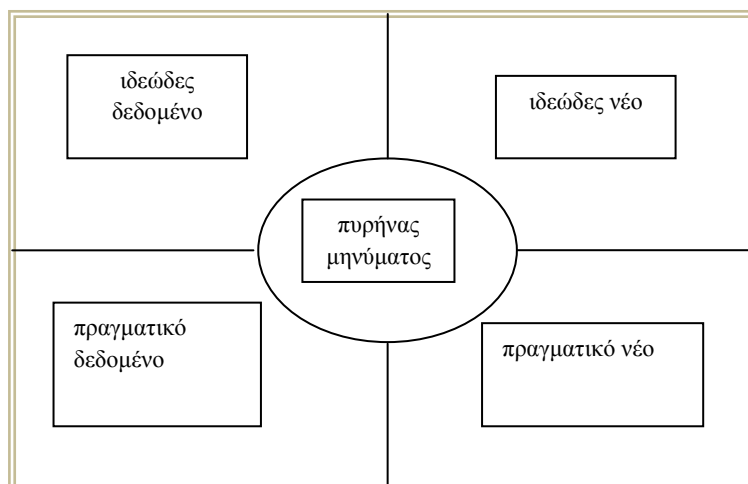 ιδεώδες
δεδομένο
ιδεώδες νέο
πυρήνας
μηνύματος
πραγματικό
δεδομένο
πραγματικό νέο